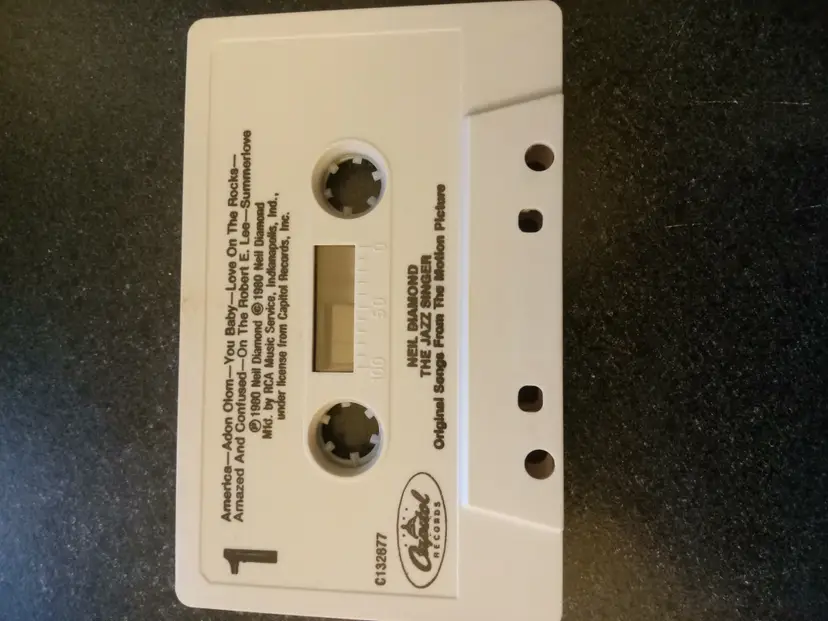 1
America—Adon Olom—You Baby—Love On The Rocks—
Amazed And Confused—On The Robert E. Lee—Summerlove
℗ 1980 Neil Diamond © 1980 Neil Diamond
Mfd. by RCA Music Service, Indianapolis, Ind.,
under license from Capitol Records, Inc.
100 50 0
C132877
NEIL DIAMOND
THE JAZZ SINGER
Original Songs From The Motion Picture
Capitol
RECORDS